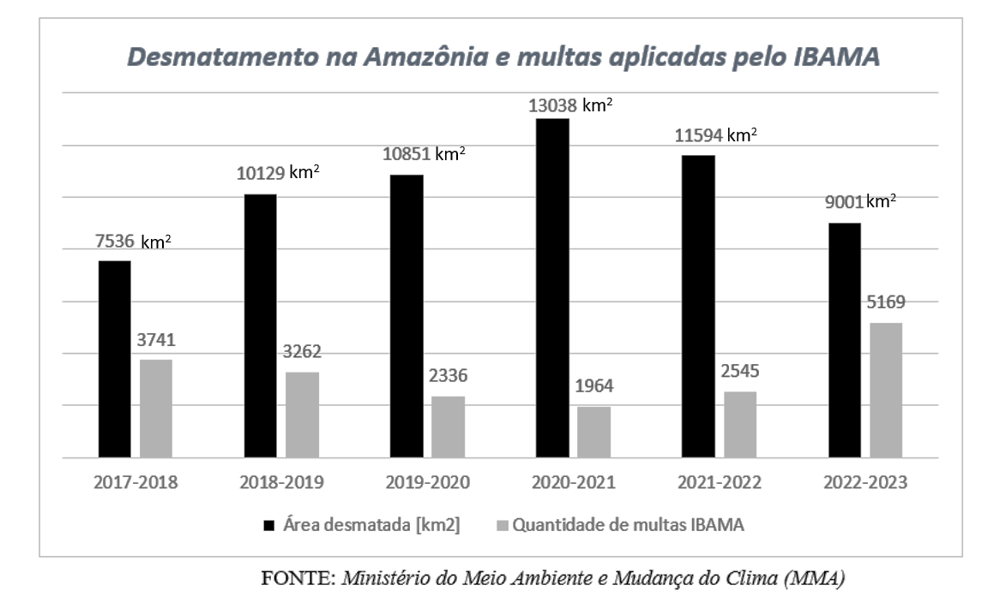 Desmatamento na Amazônia e multas aplicadas pelo IBAMA
13038 km²
11594 km²
10851 km²
10129 km²
9001 km²
7536 km²
5169
3741
3262
2545
2336
1964
2017-2018 2018-2019 2019-2020 2020-2021 2021-2022 2022-2023
Área desmatada [km2] Quantidade de multas IBAMA
FONTE: Ministério do Meio Ambiente e Mudança do Clima (MMA)